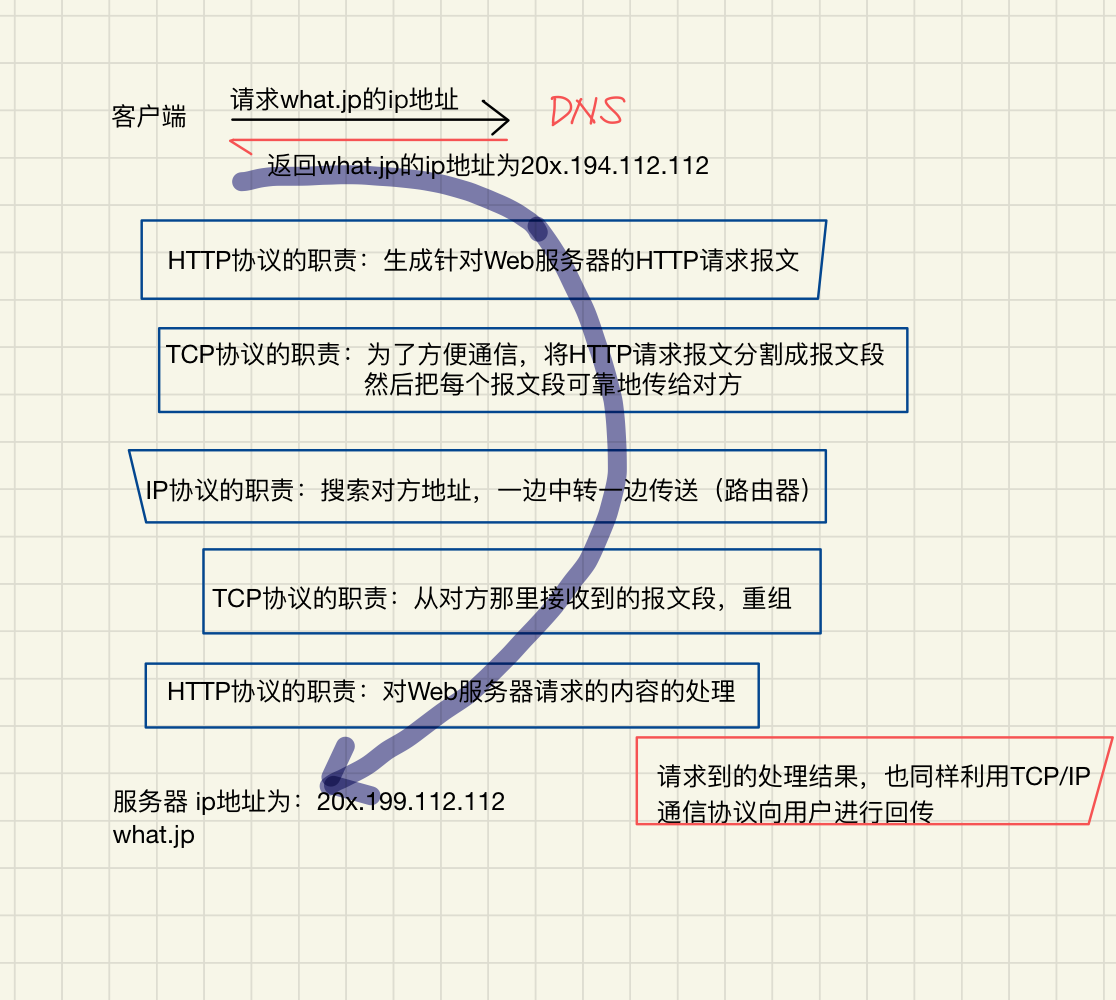 请求what.jp的ip地址
客户端
DNS
返回what.jp的ip地址为20x.194.112.112
HTTP协议的职责：生成针对Web服务器的HTTP请求报文
TCP协议的职责：为了方便通信，将HTTP请求报文分割成报文段
然后把每个报文段可靠地传给对方
IP协议的职责：搜索对方地址，一边中转一边传送（路由器）
TCP协议的职责：从对方那里接收到的报文段，重组
HTTP协议的职责：对Web服务器请求的内容的处理
请求到的处理结果，也同样利用TCP/IP
通信协议向用户进行回传
服务器 ip地址为：20x.199.112.112
what.jp